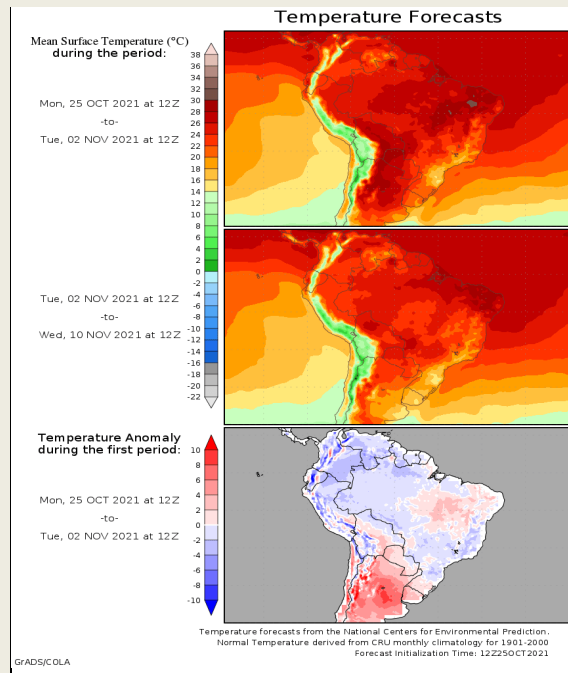 Temperature Forecasts
Mean Surface Temperature (°C)
during the period:
Mon, 25 OCT 2021 at 12Z
-to-
Tue, 02 NOV 2021 at 12Z
38
36
34
32
30
28
26
24
22
20
18
16
14
12
10
8
6
4
2
0
-2
-4
-6
-8
-10
-12
-14
-16
-18
-20
-22
Tue, 02 NOV 2021 at 12Z
-to-
Wed, 10 NOV 2021 at 12Z
Temperature Anomaly
during the first period:
Mon, 25 OCT 2021 at 12Z
-to-
Tue, 02 NOV 2021 at 12Z
10
8
6
4
2
0
-2
-4
-6
-8
-10
Temperature forecasts from the National Centers for Environmental Prediction.
Normal Temperature derived from CRU monthly climatology for 1901-2000
Forecast Initialization Time: 12Z25OCT2021
GrADS/COLA